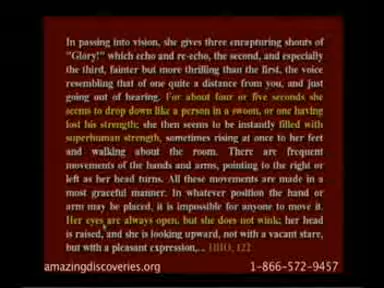 In passing into vision, she gives three enrapturing shouts of
"Glory!" which echo and re-echo, the second, and especially
the third, fainter but more thrilling than the first, the voice
resembling that of one quite a distance from you, and just
going out of hearing. For about four or five seconds she
seems to drop down like a person in a swoon, or one having
lost his strength; she then seems to be instantly filled with
superhuman strength, sometimes rising at once to her feet
and walking about the room. There are frequent
movements of the hands and arms, pointing to the right or
left as her head turns. All these movements are made in a
most graceful manner. In whatever position the hand or
arm may be placed, it is impossible for anyone to move it.
Her eyes are always open, but she does not wink; her head
is raised, and she is looking upward, not with a vacant stare,
but with a pleasant expression,... 122
amazingdiscoveries.org 1-866-572-9457